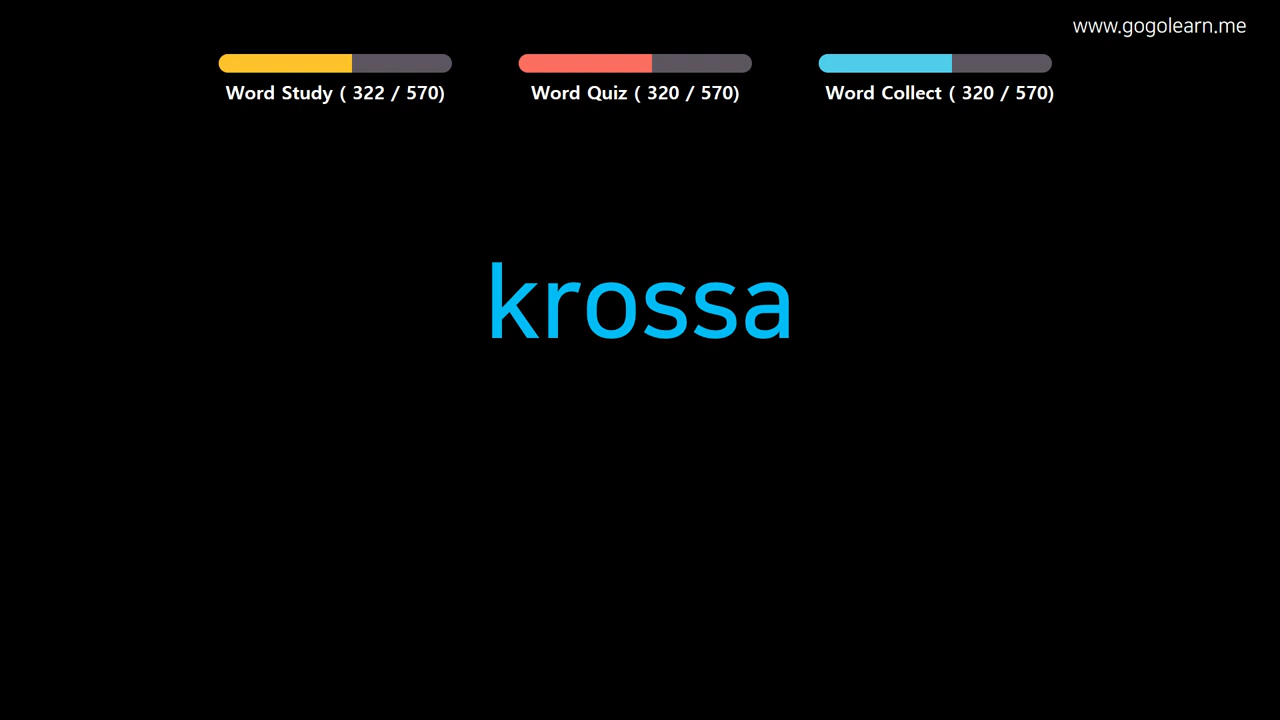 www.gogolearn.me
Word Study ( 322 / 570)
Word Quiz ( 320 / 570)
Word Collect ( 320 / 570)
krossa